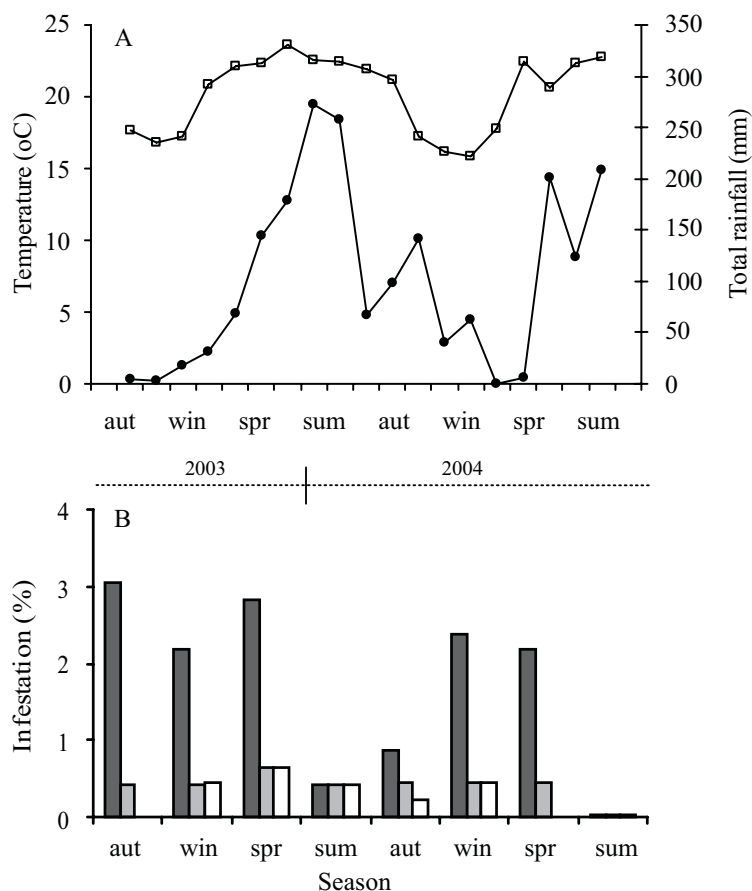 A
25
20
15
10
5
0
Temperature (oC)
350
300
250
200
150
100
50
0
Total rainfall (mm)
aut win spr sum aut win spr sum
2003 2004
B
4
3
2
1
0
Infestation (%)
aut win spr sum aut win spr sum
Season